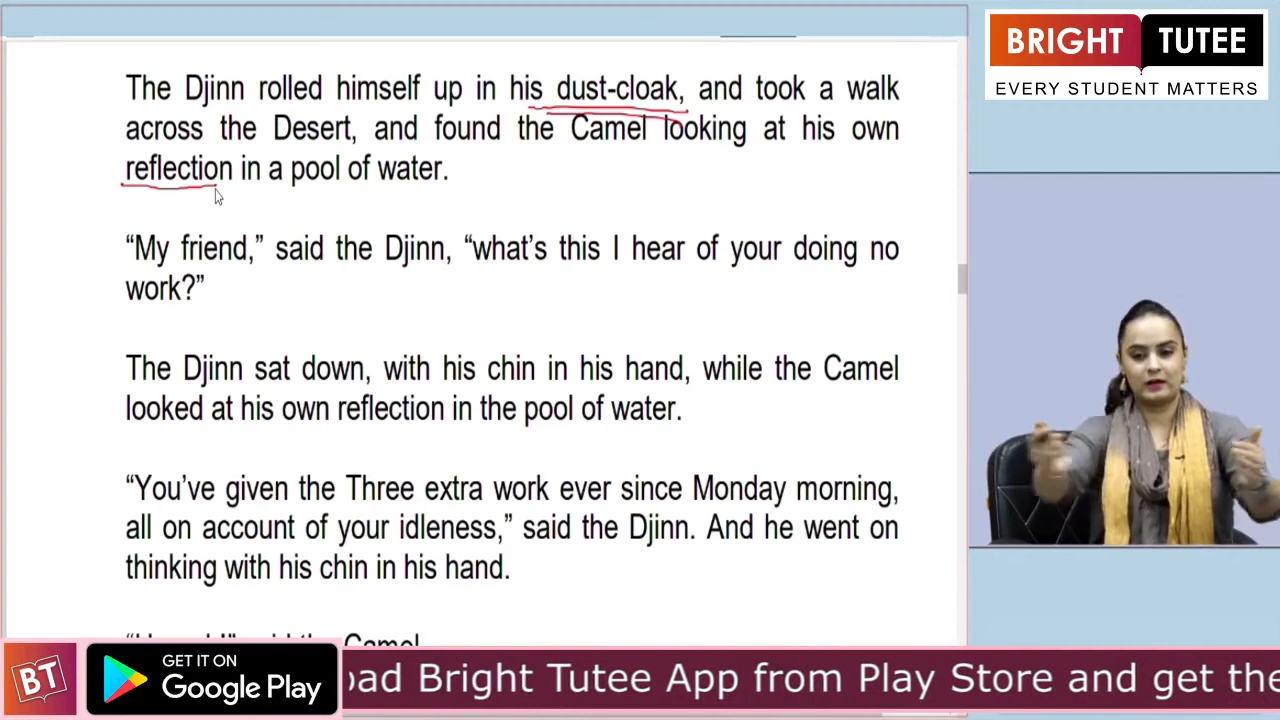 The Djinn rolled himself up in his dust-cloak, and took a walk
across the Desert, and found the Camel looking at his own
reflection in a pool of water.
“My friend,” said the Djinn, “what’s this I hear of your doing no
work?”
The Djinn sat down, with his chin in his hand, while the Camel
looked at his own reflection in the pool of water.
“You’ve given the Three extra work ever since Monday morning,
all on account of your idleness,” said the Djinn. And he went on
thinking with his chin in his hand.
Camel
BRIGHT TUTEE
EVERY STUDENT MATTERS
BT
GET IT ON
Google Play
Bright Tutee App from Play Store and get the